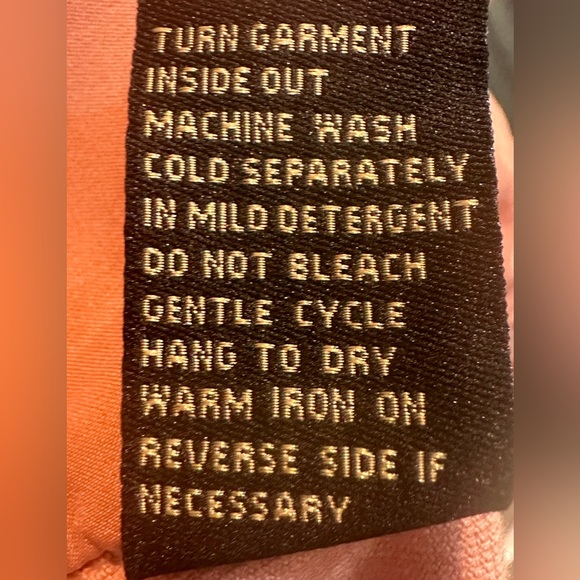 TURN GARMENT
INSIDE OUT
MACHINE WASH
COLD SEPARATELY
IN MILD DETERGENT
DO NOT BLEACH
GENTLE CYCLE
HANG TO DRY
WARM IRON ON
REVERSE SIDE IF
NECESSARY